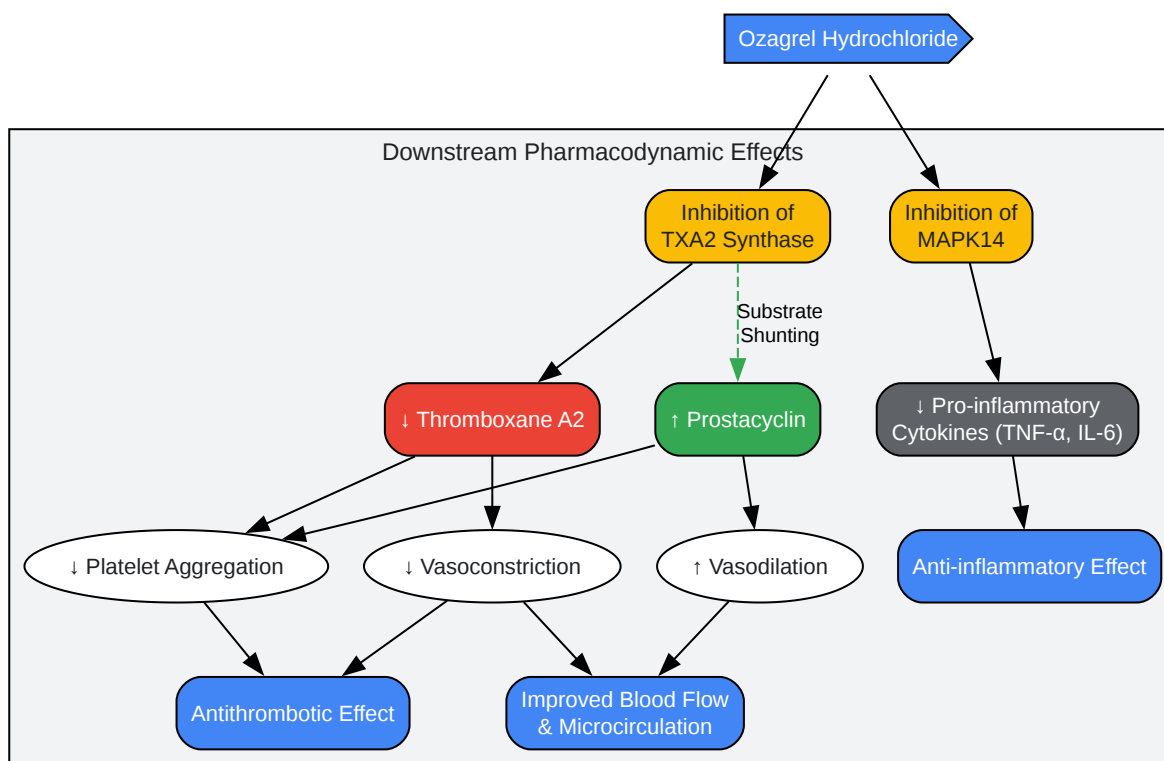 Ozagrel Hydrochloride
Downstream Pharmacodynamic Effects
Inhibition of
TXA2 Synthase
Inhibition of
MAPK14
Substrate
Shunting
↓ Thromboxane A2
↑ Prostacyclin
↓ Pro-inflammatory
Cytokines (TNF-α, IL-6)
↓ Platelet Aggregation
↓ Vasoconstriction
↑ Vasodilation
Anti-inflammatory Effect
Antithrombotic Effect
Improved Blood Flow
& Microcirculation